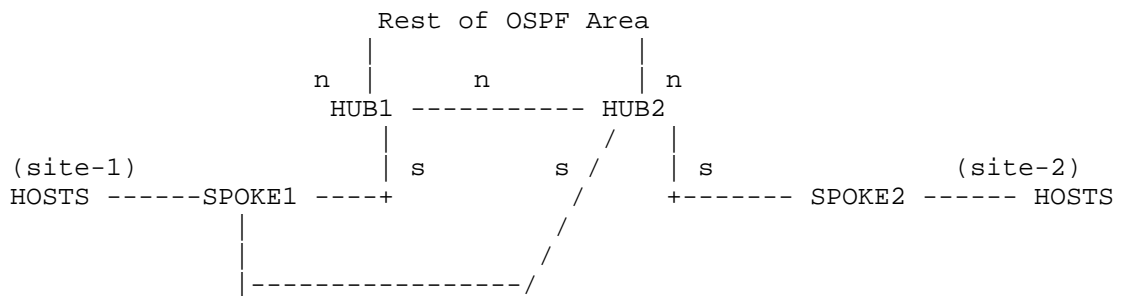 Rest of OSPF Area
n n n
HUB1 ----------- HUB2
(site-1) s s s (site-2)
HOSTS ------SPOKE1 ----+ +------- SPOKE2 ------ HOSTS